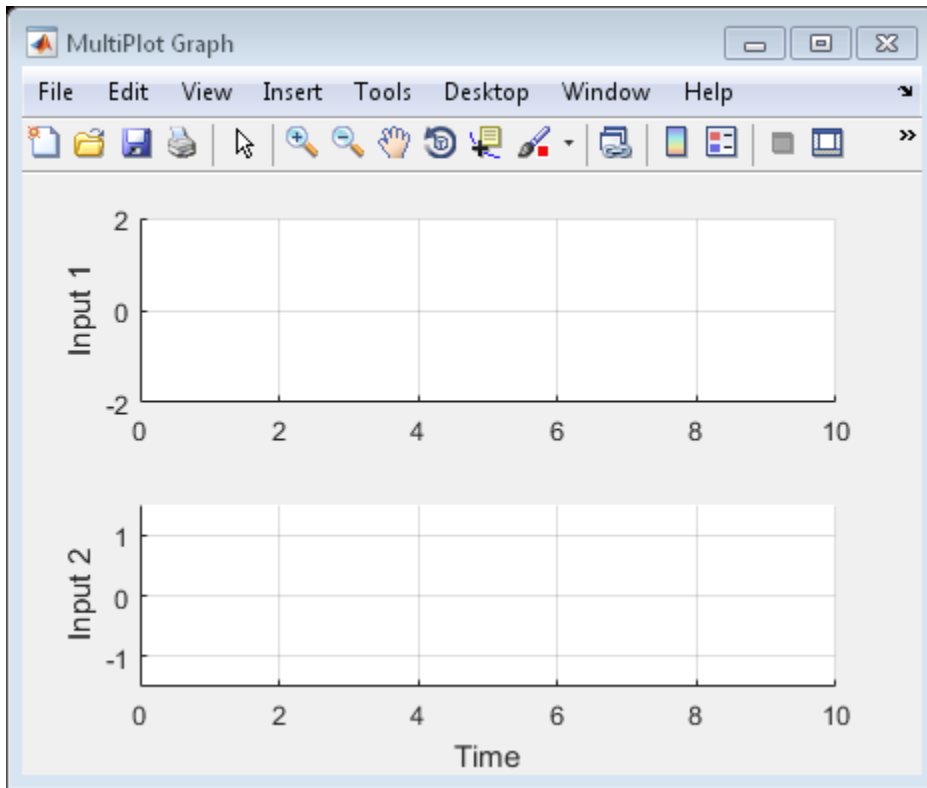 MultiPlot Graph
File Edit View Insert Tools Desktop Window Help
2
Input 1
0
-2
0 2 4 6 8 10
1
Input 2
0
-1
0 2 4 6 8 10
Time